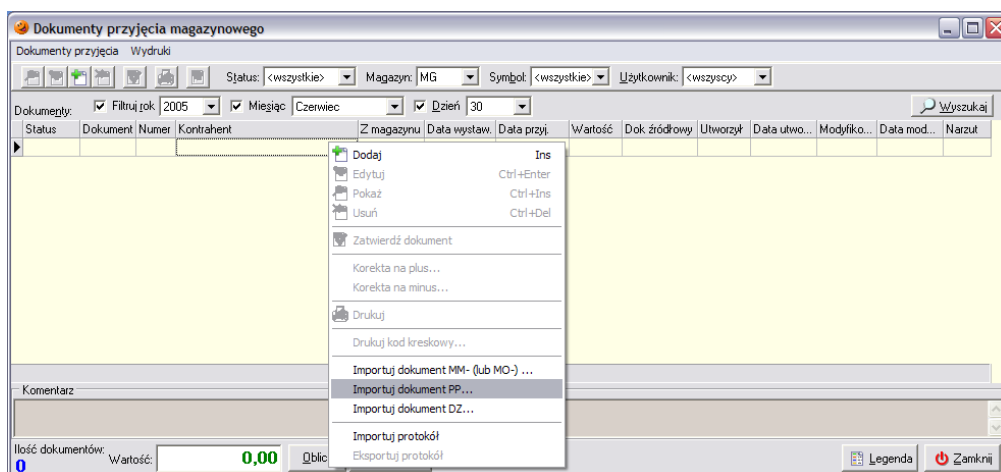 Dokumenty przyjęcia magazynowego
Dokumenty przyjęcia Wydruki
Status: <wszystkie> Magazyn: MG Symbol: <wszystkie> Użytkownik: <wszyscy>
Dokumenty: Filtruj rok 2005 Miesiąc Czerwiec Dzień 30 Wyszukaj
Status Dokument Numer Kontrahent Z magazynu Data wystaw. Data przyj. Wartość Dok źródłowy Utworzył Data utwo... Modyfiko... Data mod... Narzut
Dodaj Ins
Edytuj Ctrl+Enter
Pokaż Ctrl+Ins
Usuń Ctrl+Del
Zatwierdź dokument
Korekta na plus...
Korekta na minus...
Drukuj
Drukuj kod kreskowy...
Importuj dokument MM- (lub MO-) ...
Importuj dokument PP...
Importuj dokument DZ...
Importuj protokół
Eksportuj protokół
Komentarz
Ilość dokumentów:
0 Wartość: 0,00 Oblic Legenda Zamknij